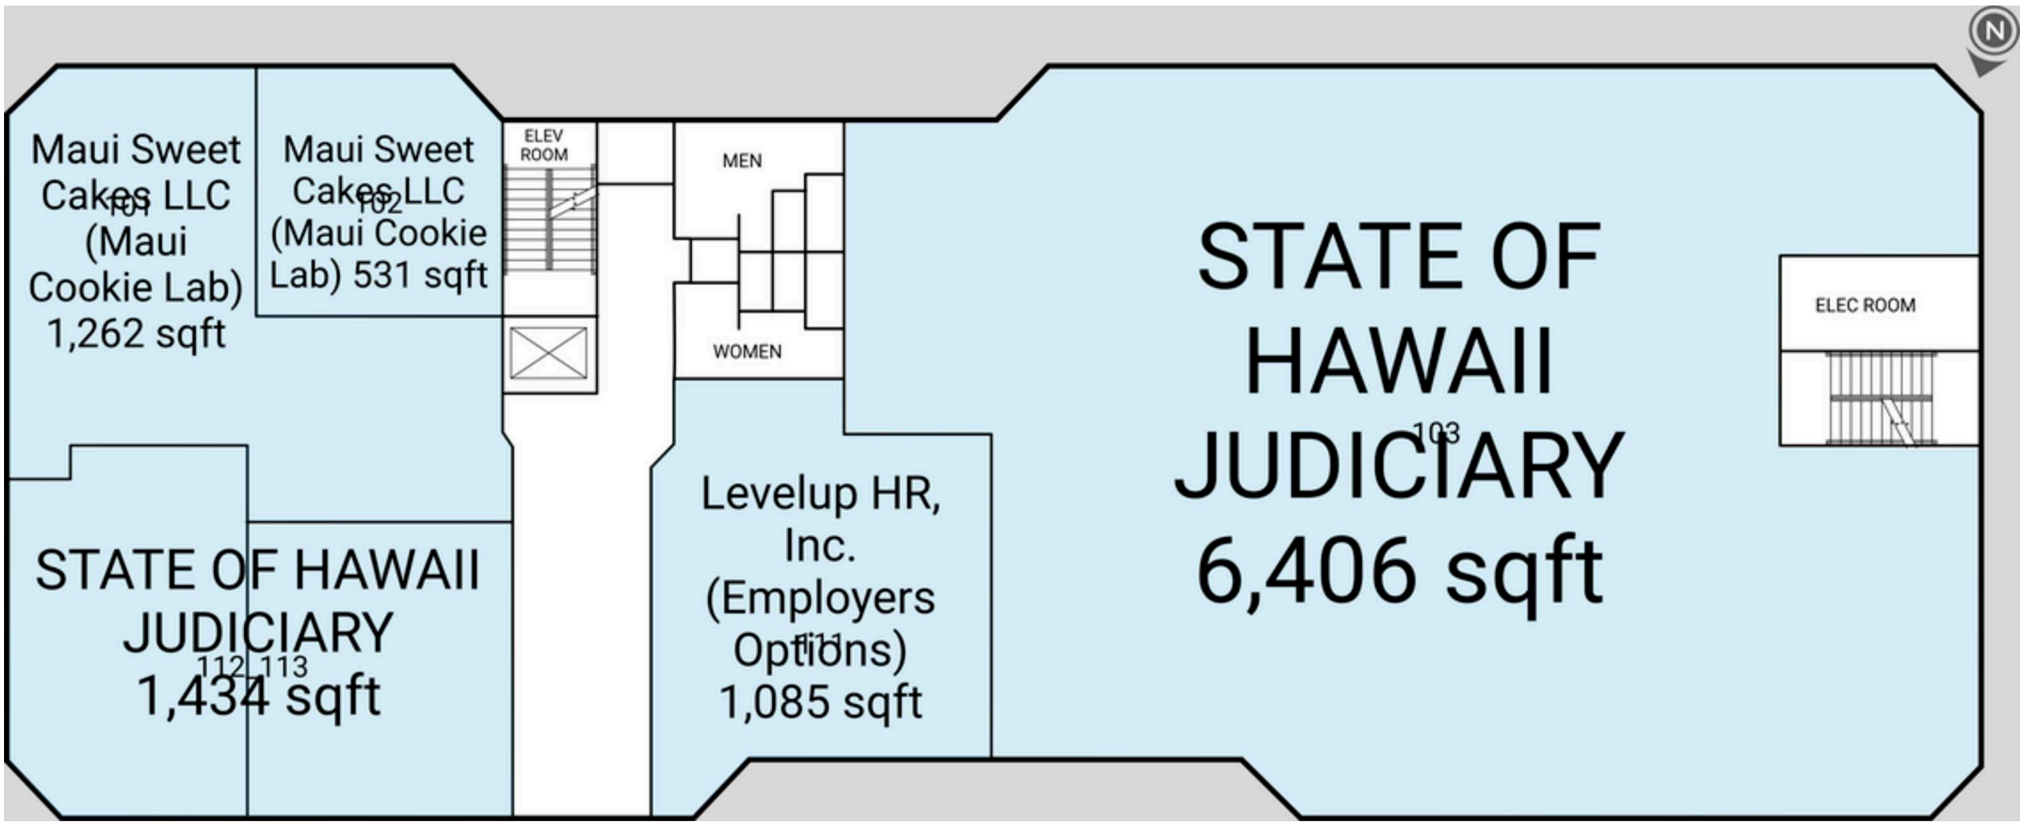 N
Maui Sweet
Cakes LLC
101
(Maui
Cookie Lab)
1,262 sqft
Maui Sweet
Cakes LLC
102
(Maui Cookie
Lab) 531 sqft
ELEV
ROOM
MEN
WOMEN
STATE OF
HAWAII
103
JUDICIARY
6,406 sqft
ELEC ROOM
STATE OF HAWAII
JUDICIARY
112_113
1,434 sqft
Levelup HR,
Inc.
(Employers
Options)
111
1,085 sqft